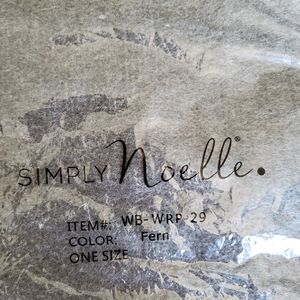 SIMPLY Noelle®.
ITEM#: WB-WRP-29
COLOR: Fern
ONE SIZE